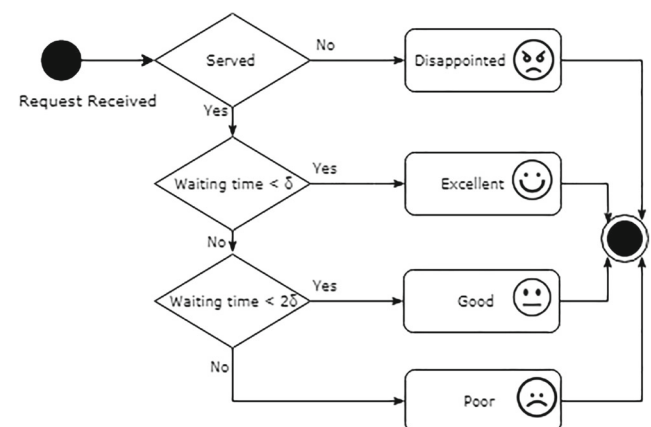 Served
No
Disappointed
Request Received
Yes
Waiting time < δ
Yes
Excellent
No
Waiting time < 2δ
Yes
Good
No
Poor